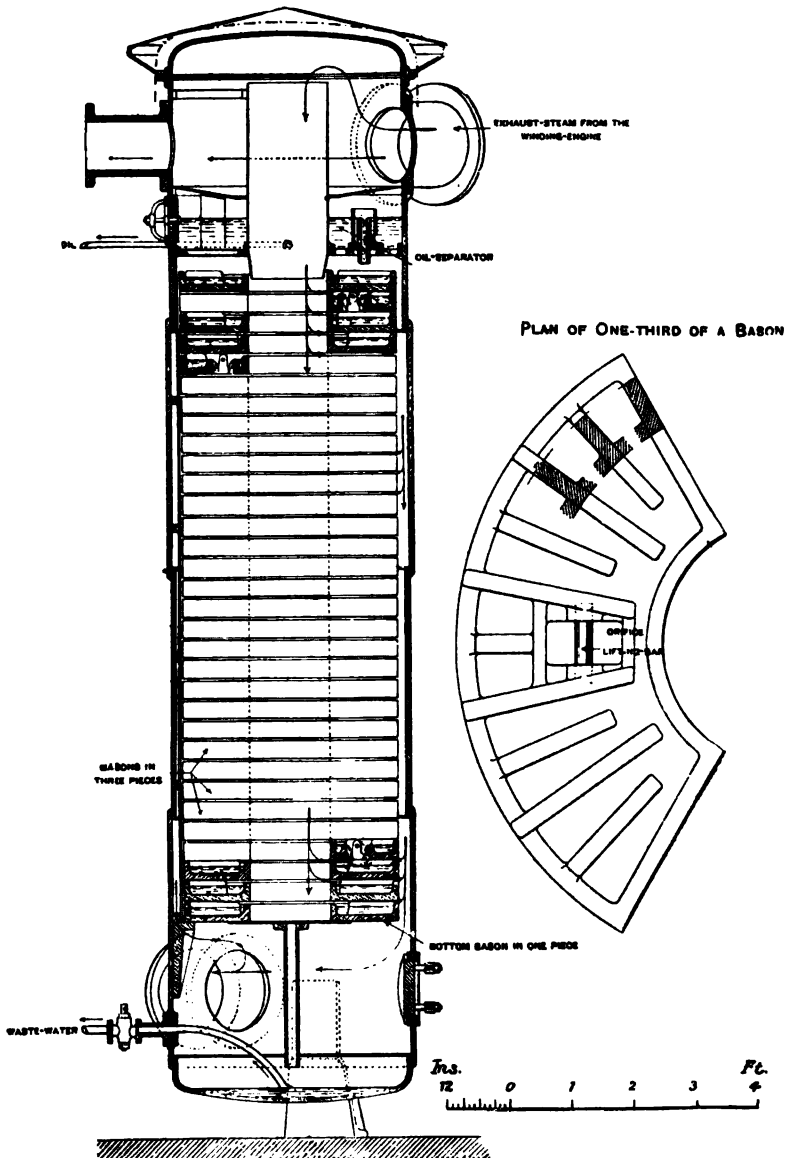 EXHAUST-STEAM FROM THE
WINDING-ENGINE
OIL
OIL-SEPARATOR
PLAN OF ONE-THIRD OF A BASON
ORIFICE
LIFTING-BAR
BASONS IN
THREE PIECES
BOTTOM BASON IN ONE PIECE
WASTE-WATER
Ins.
Ft.
12 0 1 2 3 4